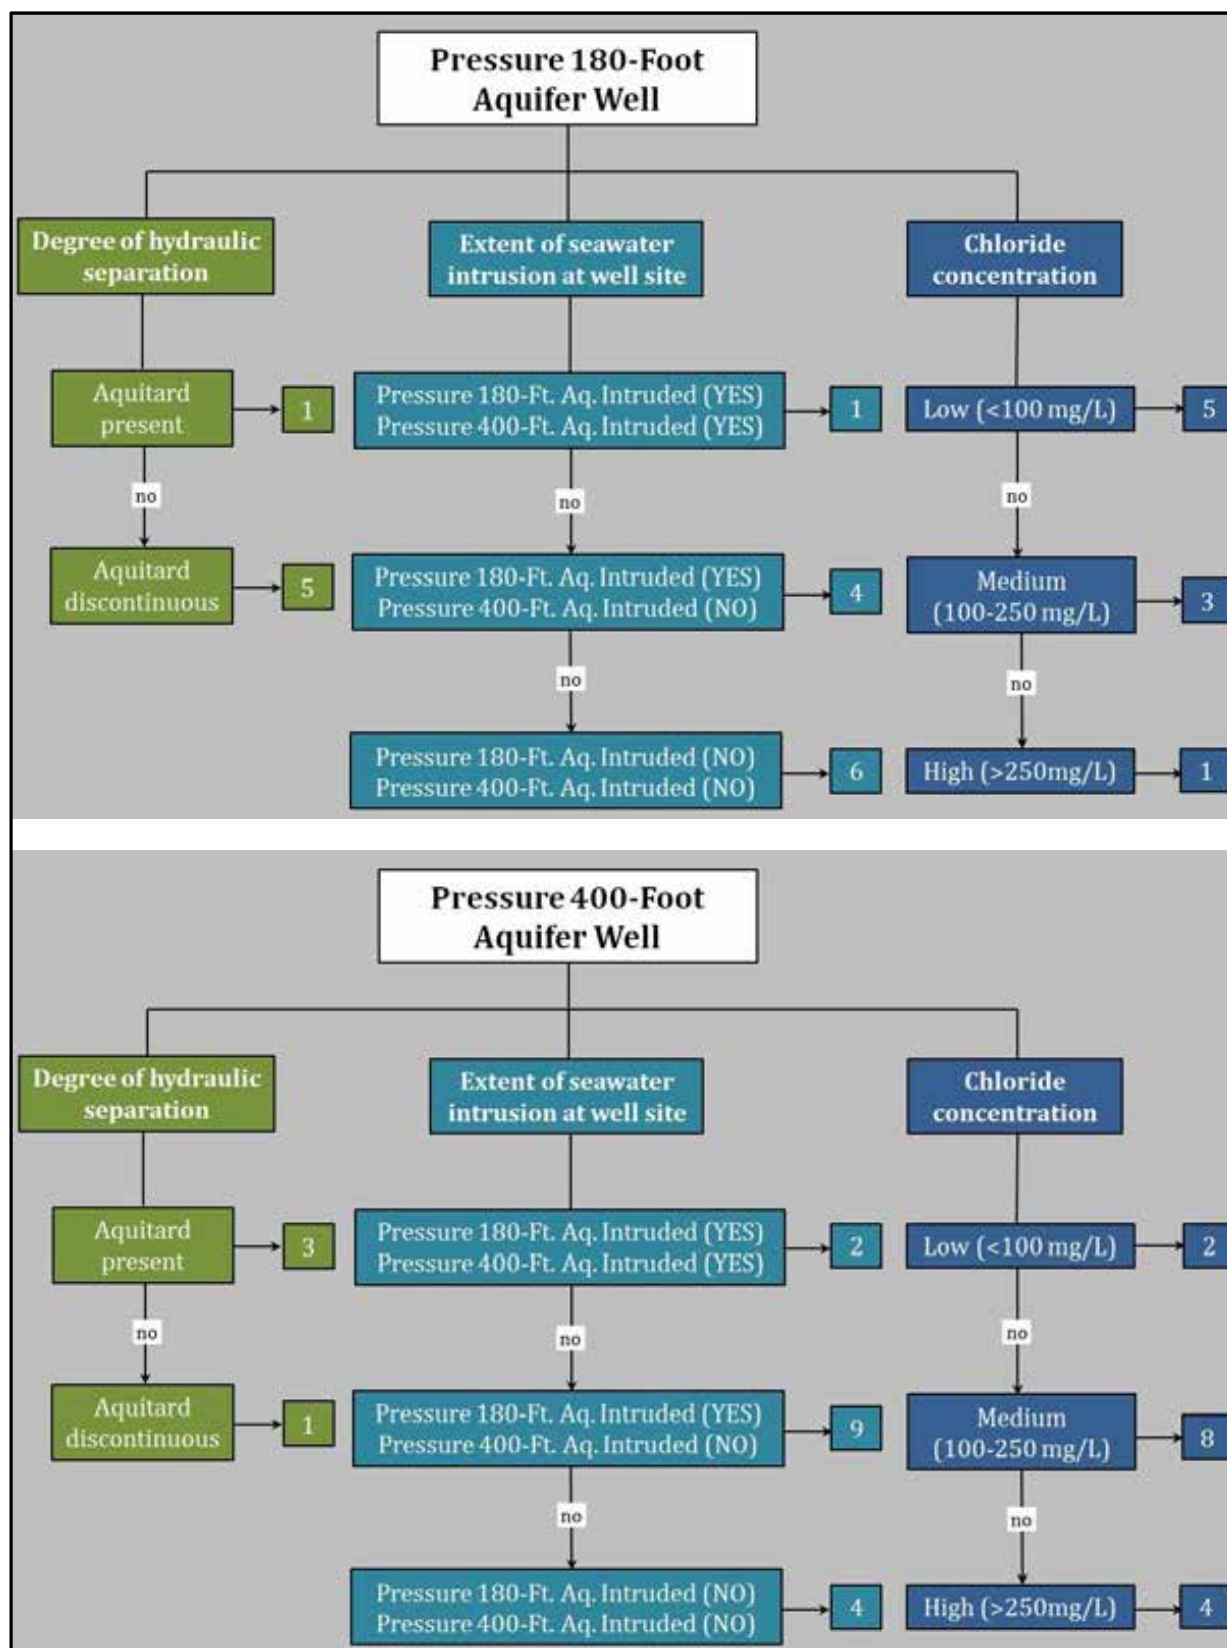 Pressure 180-Foot
Aquifer Well
Degree of hydraulic
separation
Extent of seawater
intrusion at well site
Chloride
concentration
Aquitard
present
1
Pressure 180-Ft. Aq. Intruded (YES)
Pressure 400-Ft. Aq. Intruded (YES)
1
Low (<100 mg/L)
5
no
no
no
Aquitard
discontinuous
5
Pressure 180-Ft. Aq. Intruded (YES)
Pressure 400-Ft. Aq. Intruded (NO)
4
Medium
(100-250 mg/L)
3
no
no
Pressure 180-Ft. Aq. Intruded (NO)
Pressure 400-Ft. Aq. Intruded (NO)
6
High (>250mg/L)
1
Pressure 400-Foot
Aquifer Well
Degree of hydraulic
separation
Extent of seawater
intrusion at well site
Chloride
concentration
Aquitard
present
3
Pressure 180-Ft. Aq. Intruded (YES)
Pressure 400-Ft. Aq. Intruded (YES)
2
Low (<100 mg/L)
2
no
no
no
Aquitard
discontinuous
1
Pressure 180-Ft. Aq. Intruded (YES)
Pressure 400-Ft. Aq. Intruded (NO)
9
Medium
(100-250 mg/L)
8
no
no
Pressure 180-Ft. Aq. Intruded (NO)
Pressure 400-Ft. Aq. Intruded (NO)
4
High (>250mg/L)
4